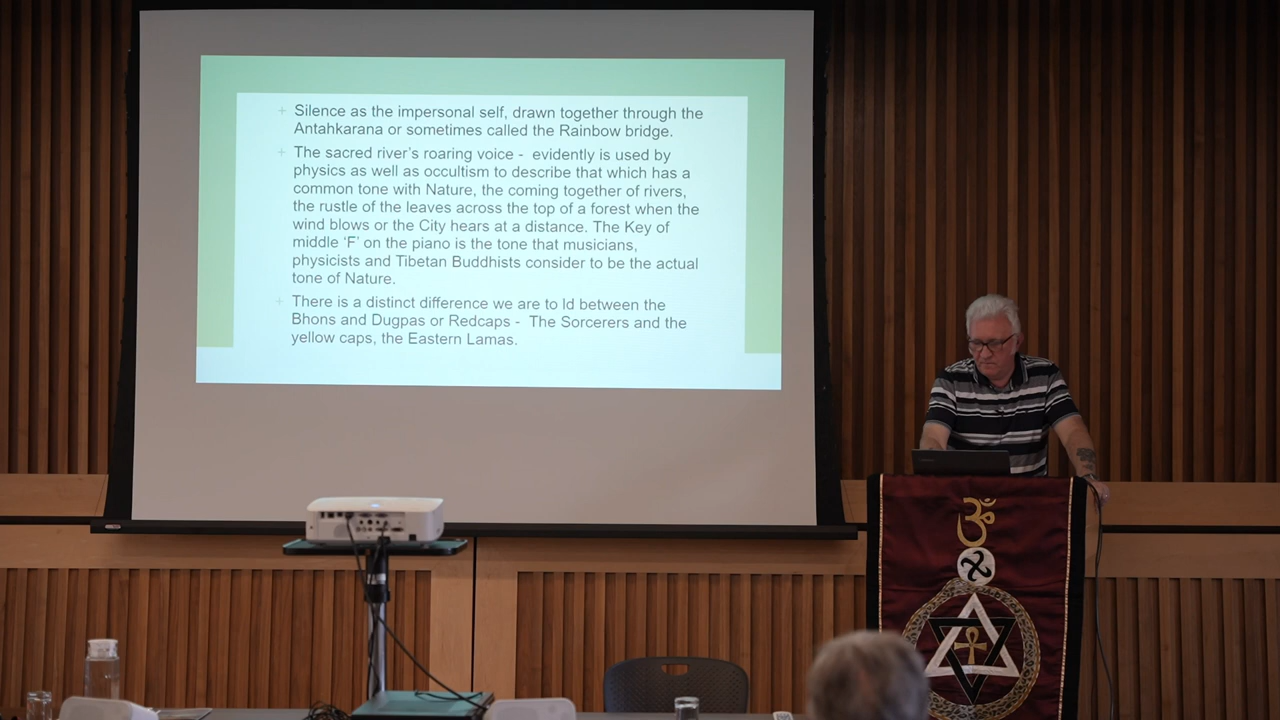 Silence as the impersonal self, drawn together through the
Antahkarana or sometimes called the Rainbow bridge.
The sacred river's roaring voice - evidently is used by
physics as well as occultism to describe that which has a
common tone with Nature, the coming together of rivers,
the rustle of the leaves across the top of a forest when the
wind blows or the City hears at a distance. The Key of
middle 'F' on the piano is the tone that musicians,
physicists and Tibetan Buddhists consider to be the actual
tone of Nature.
There is a distinct difference we are to Id between the
Bhons and Dugpas or Redcaps - The Sorcerers and the
yellow caps, the Eastern Lamas.
ॐ